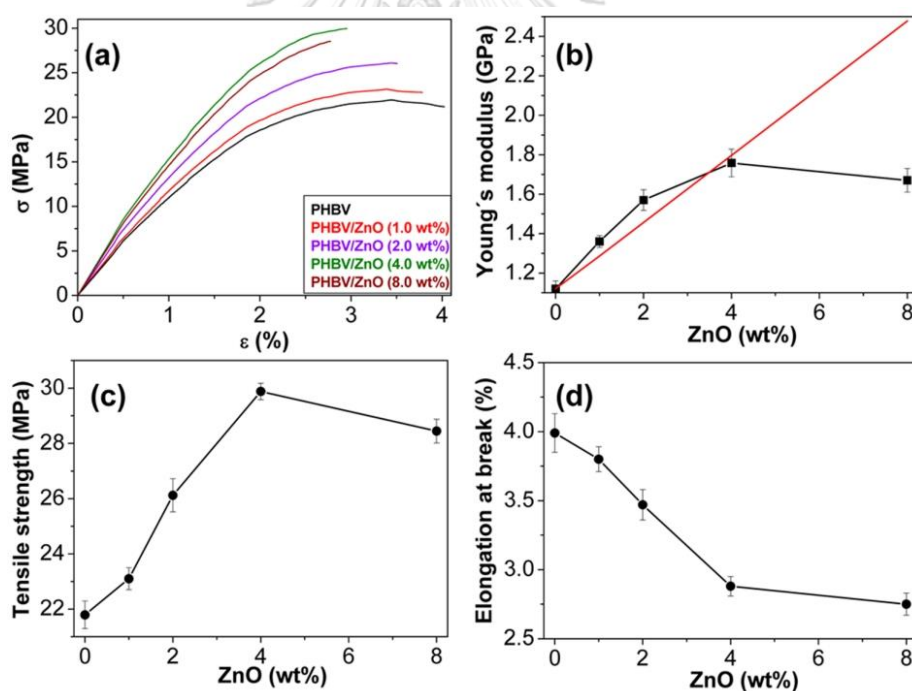 (a)
30
25
20
15
10
5
0
σ (MPa)
0 1 2 3 4
ε (%)
PHBV
PHBV/ZnO (1.0 wt%)
PHBV/ZnO (2.0 wt%)
PHBV/ZnO (4.0 wt%)
PHBV/ZnO (8.0 wt%)
(b)
2.4
2.2
2.0
1.8
1.6
1.4
1.2
Young´s modulus (GPa)
0 2 4 6 8
ZnO (wt%)
(c)
30
28
26
24
22
Tensile strength (MPa)
0 2 4 6 8
ZnO (wt%)
(d)
4.5
4.0
3.5
3.0
2.5
Elongation at break (%)
0 2 4 6 8
ZnO (wt%)